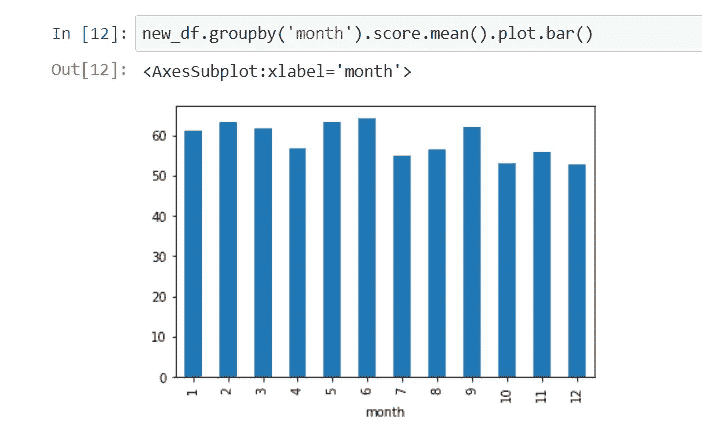 In [12]: new_df.groupby('month').score.mean().plot.bar()
Out[12]: <AxesSubplot:xlabel='month'>
60
50
40
30
20
10
0
1 2 3 4 5 6 7 8 9 10 11 12
month